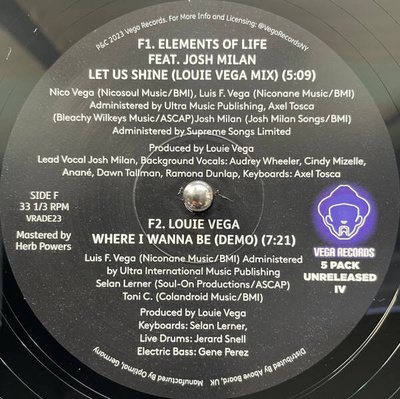 P&C 2023 Vega Records. For More Info and Licensing: @VegaRecordsNY
F1. ELEMENTS OF LIFE
FEAT. JOSH MILAN
LET US SHINE (LOUIE VEGA MIX) (5:09)
Nico Vega (Nicosoul Music/BMI), Luis F. Vega (Niconane Music/BMI)
Administered by Ultra Music Publishing, Axel Tosca
(Bleachy Wilkeys Music/ASCAP)Josh Milan (Josh Milan Songs/BMI)
Administered by Supreme Songs Limited
Produced by Louie Vega
Lead Vocal Josh Milan, Background Vocals: Audrey Wheeler, Cindy Mizelle,
Anané, Dawn Tallman, Ramona Dunlap, Keyboards: Axel Tosca
SIDE F
33 1/3 RPM
VRADE23
Mastered by
Herb Powers
F2. LOUIE VEGA
WHERE I WANNA BE (DEMO) (7:21)
Luis F. Vega (Niconane Music/BMI) Administered
by Ultra International Music Publishing
Selan Lerner (Soul-On Productions/ASCAP)
Toni C. (Colandroid Music/BMI)
Produced by Louie Vega
Keyboards: Selan Lerner,
Live Drums: Jerard Snell
Electric Bass: Gene Perez
VEGA RECORDS
5 PACK
UNRELEASED
IV
Distributed By Above Board, UK. Manufactured By Optimal, Germany